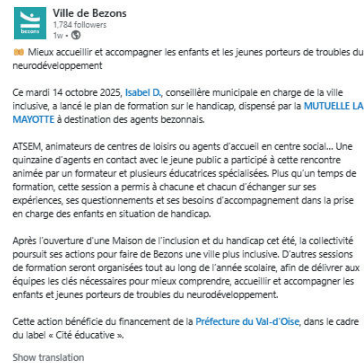 Ville de Bezons
1,784 followers
1w •
Mieux accueillir et accompagner les enfants et les jeunes porteurs de troubles du
neurodéveloppement
Ce mardi 14 octobre 2025, Isabel D., conseillère municipale en charge de la ville
inclusive, a lancé le plan de formation sur le handicap, dispensé par la MUTUELLE LA
MAYOTTE à destination des agents bezonnais.
ATSEM, animateurs de centres de loisirs ou agents d'accueil en centre social... Une
quinzaine d'agents en contact avec le jeune public a participé à cette rencontre
animée par un formateur et plusieurs éducatrices spécialisées. Plus qu'un temps de
formation, cette session a permis à chacune et chacun d'échanger sur ses
expériences, ses questionnements et ses besoins d'accompagnement dans la prise
en charge des enfants en situation de handicap.
Après l'ouverture d'une Maison de l'inclusion et du handicap cet été, la collectivité
poursuit ses actions pour faire de Bezons une ville plus inclusive. D'autres sessions
de formation seront organisées tout au long de l'année scolaire, afin de délivrer aux
équipes les clés nécessaires pour mieux comprendre, accueillir et accompagner les
enfants et jeunes porteurs de troubles du neurodéveloppement.
Cette action bénéficie du financement de la Préfecture du Val-d'Oise, dans le cadre
du label « Cité éducative ».
Show translation